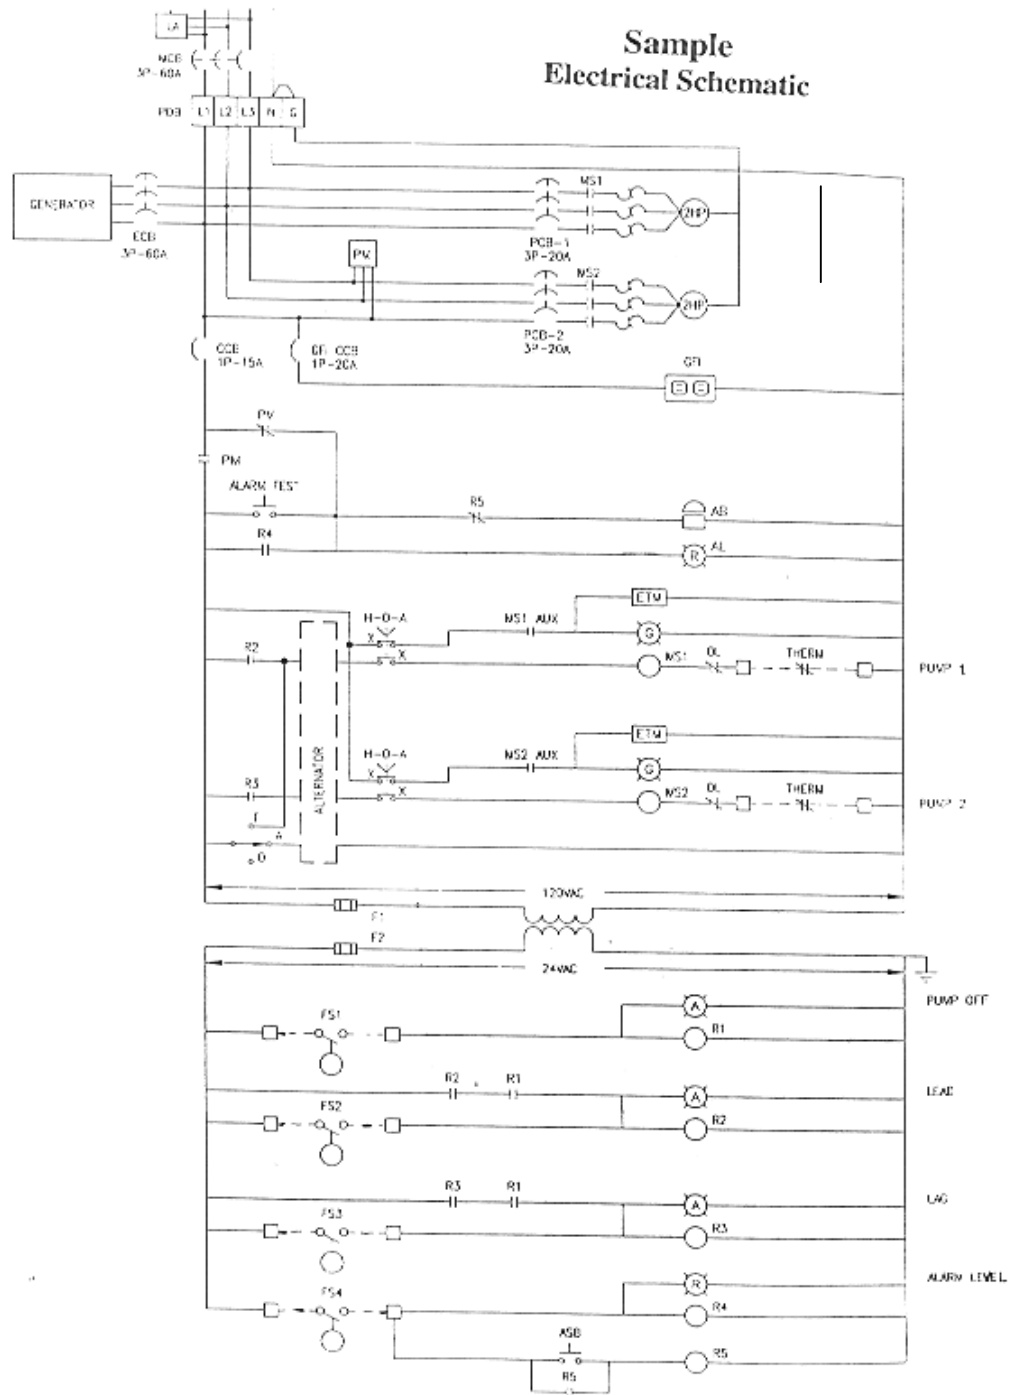 Sample
Electrical Schematic
LA
MCB
3P-60A
PDB L1 L2 L3 N G
GENERATOR
ECB
3P-60A
MS1
2HP
PCB-1
3P-20A
PM
MS2
2HP
PCB-2
3P-20A
CCB
1P-15A
GFI CCB
1P-20A
GFI
PV
PM
ALARM TEST
R5
AB
R4
R
AL
ETM
H-O-A
MS1 AUX
X
G
R2
X
MS1
OL
THERM
PUMP 1
ETM
H-O-A
MS2 AUX
X
G
R3
X
MS2
OL
THERM
PUMP 2
ALTERNATOR
A
O
120VAC
F1
F2
24VAC
PUMP OFF
A
FS1
R1
R2
R1
LEAD
A
FS2
R2
R3
R1
LAG
A
FS3
R3
ALARM LEVEL
R
FS4
R4
ASB
R5
R5